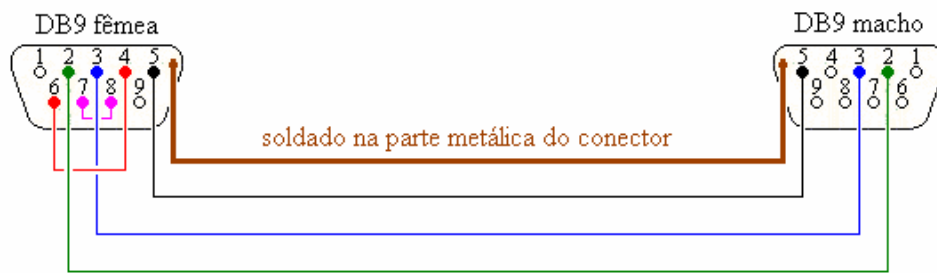 DB9 fêmea
DB9 macho
1 2 3 4 5
6 7 8 9
5 4 3 2 1
9 8 7 6
soldado na parte metálica do conector